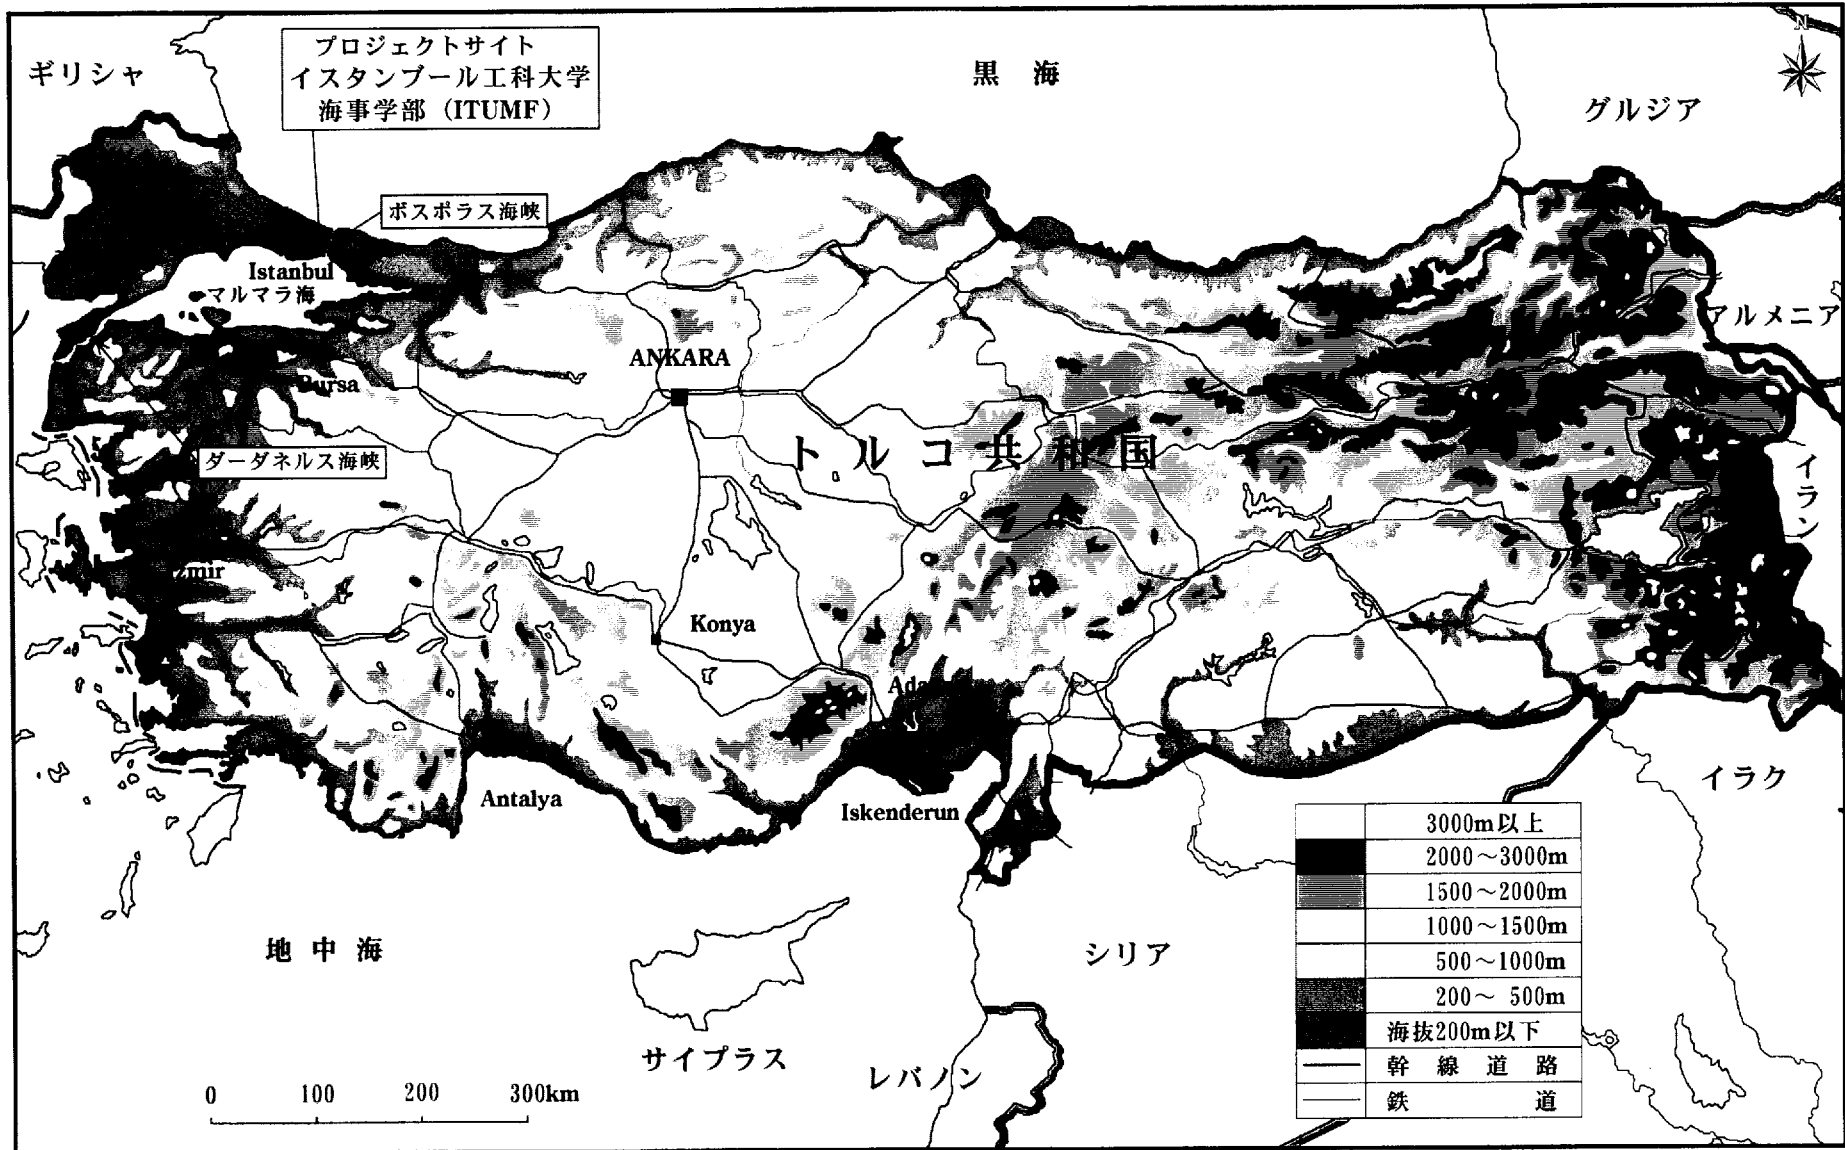 N
プロジェクトサイト
イスタンブール工科大学
海事学部（ITUMF）
ギリシャ
黒 海
グルジア
ボスポラス海峡
Istanbul
マルマラ海
アルメニア
ANKARA
Bursa
トルコ共和国
ダーダネルス海峡
イラン
zmir
Konya
Ada
イラク
Antalya
Iskenderun
3000m以上
2000～3000m
1500～2000m
1000～1500m
500～1000m
200～ 500m
海抜200m以下
幹 線 道 路
鉄 道
地 中 海
シリア
サイプラス
レバノン
0 100 200 300km